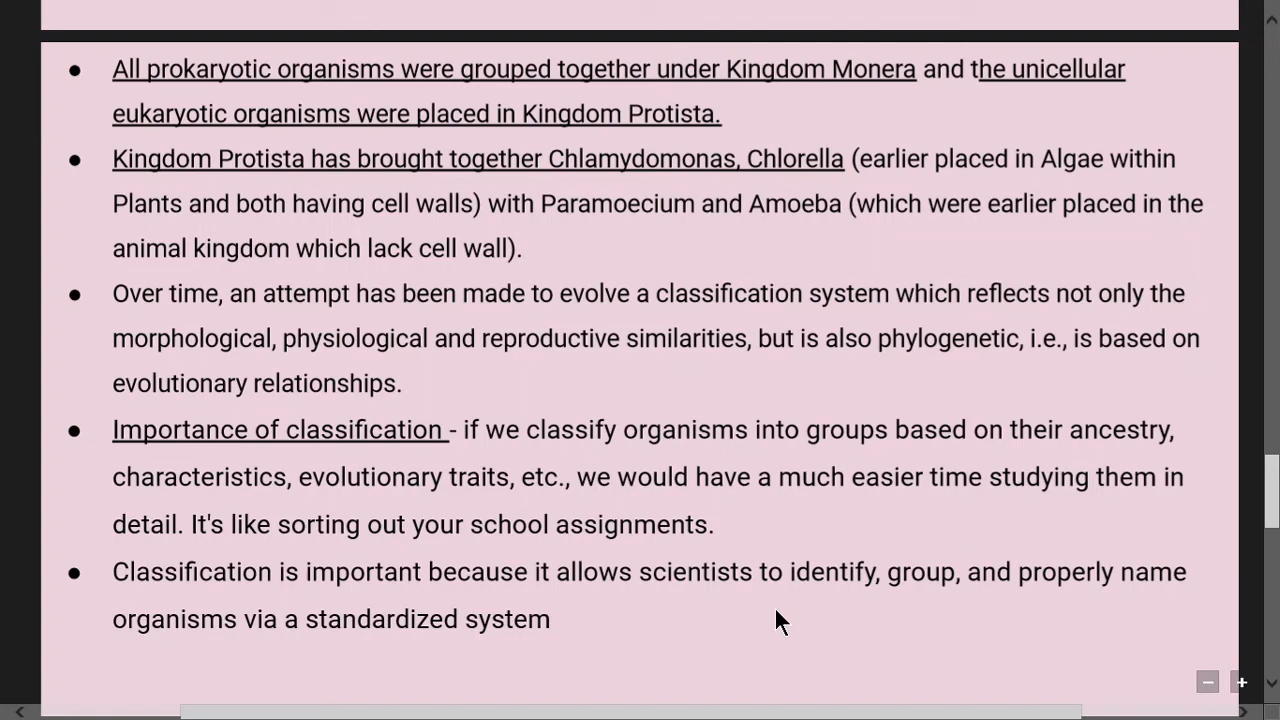 ● All prokaryotic organisms were grouped together under Kingdom Monera and the unicellular
eukaryotic organisms were placed in Kingdom Protista.
● Kingdom Protista has brought together Chlamydomonas, Chlorella (earlier placed in Algae within
Plants and both having cell walls) with Paramoecium and Amoeba (which were earlier placed in the
animal kingdom which lack cell wall).
● Over time, an attempt has been made to evolve a classification system which reflects not only the
morphological, physiological and reproductive similarities, but is also phylogenetic, i.e., is based on
evolutionary relationships.
● Importance of classification - if we classify organisms into groups based on their ancestry,
characteristics, evolutionary traits, etc., we would have a much easier time studying them in
detail. It's like sorting out your school assignments.
● Classification is important because it allows scientists to identify, group, and properly name
organisms via a standardized system